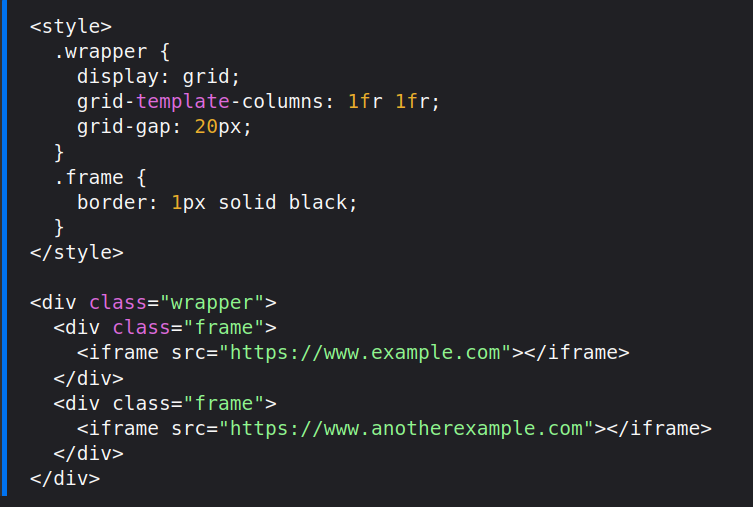 <style>
  .wrapper {
    display: grid;
    grid-template-columns: 1fr 1fr;
    grid-gap: 20px;
  }
  .frame {
    border: 1px solid black;
  }
</style>

<div class="wrapper">
  <div class="frame">
    <iframe src="https://www.example.com"></iframe>
  </div>
  <div class="frame">
    <iframe src="https://www.anotherexample.com"></iframe>
  </div>
</div>